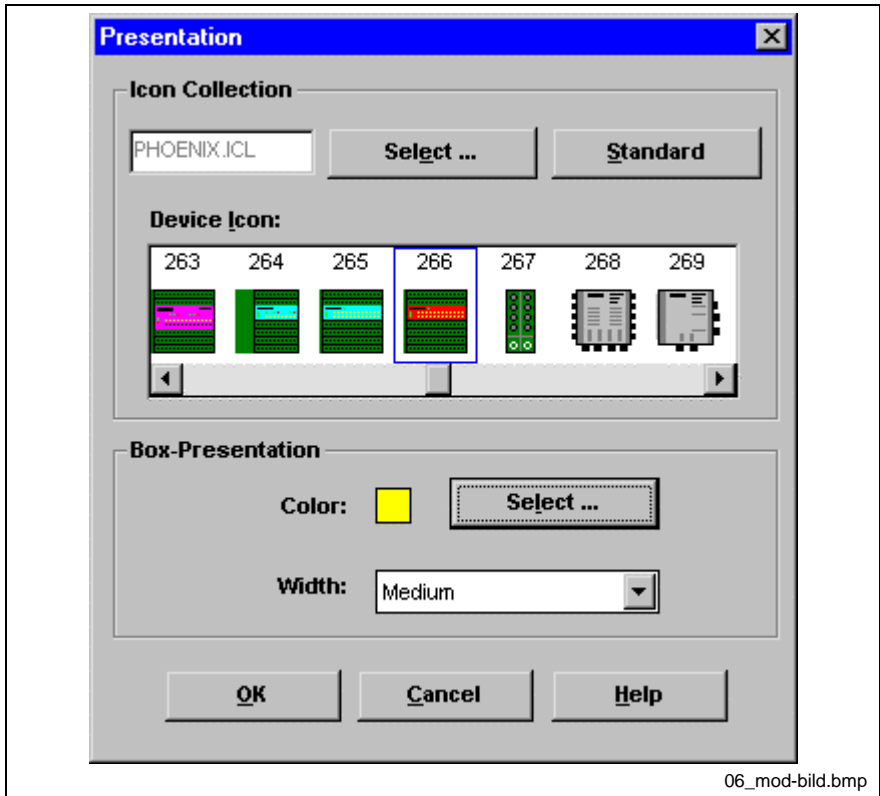 Presentation
Icon Collection
PHOENIX.ICL
Select ...
Standard
Device Icon:
263 264 265 266 267 268 269
Box-Presentation
Color:
Select ...
Width:
Medium
OK
Cancel
Help
06_mod-bild.bmp